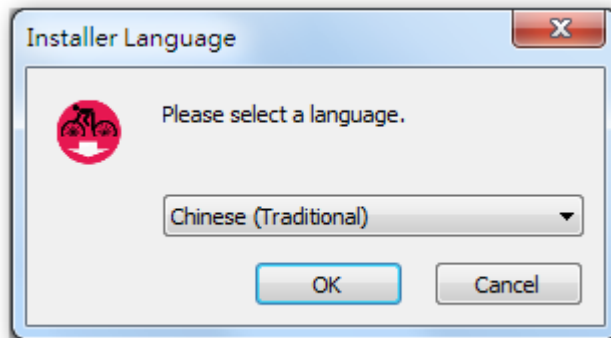 Installer Language
Please select a language.
Chinese (Traditional)
OK
Cancel